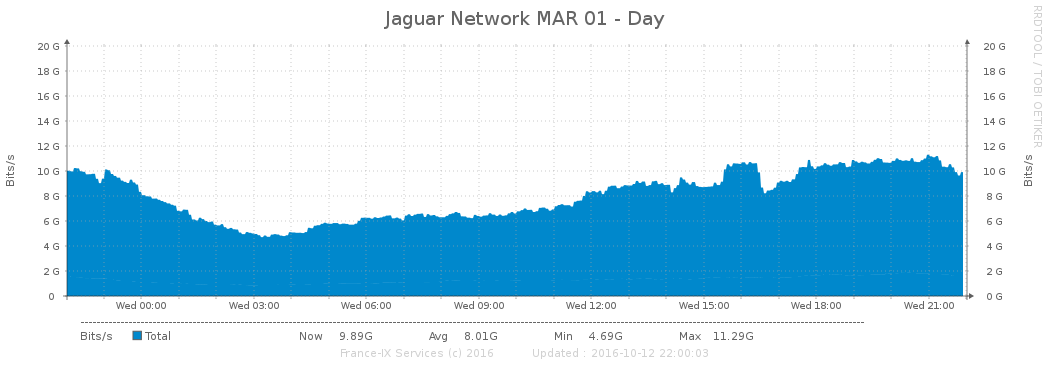 Jaguar Network MAR 01 - Day
RRDTOOL / TOBI OETIKER
Bits/s
20 G
18 G
16 G
14 G
12 G
10 G
8 G
6 G
4 G
2 G
0
20 G
18 G
16 G
14 G
12 G
10 G
8 G
6 G
4 G
2 G
0 G
Bits/s
Wed 00:00 Wed 03:00 Wed 06:00 Wed 09:00 Wed 12:00 Wed 15:00 Wed 18:00 Wed 21:00
Bits/s Total Now 9.89G Avg 8.01G Min 4.69G Max 11.29G
France-IX Services (c) 2016 Updated : 2016-10-12 22:00:03